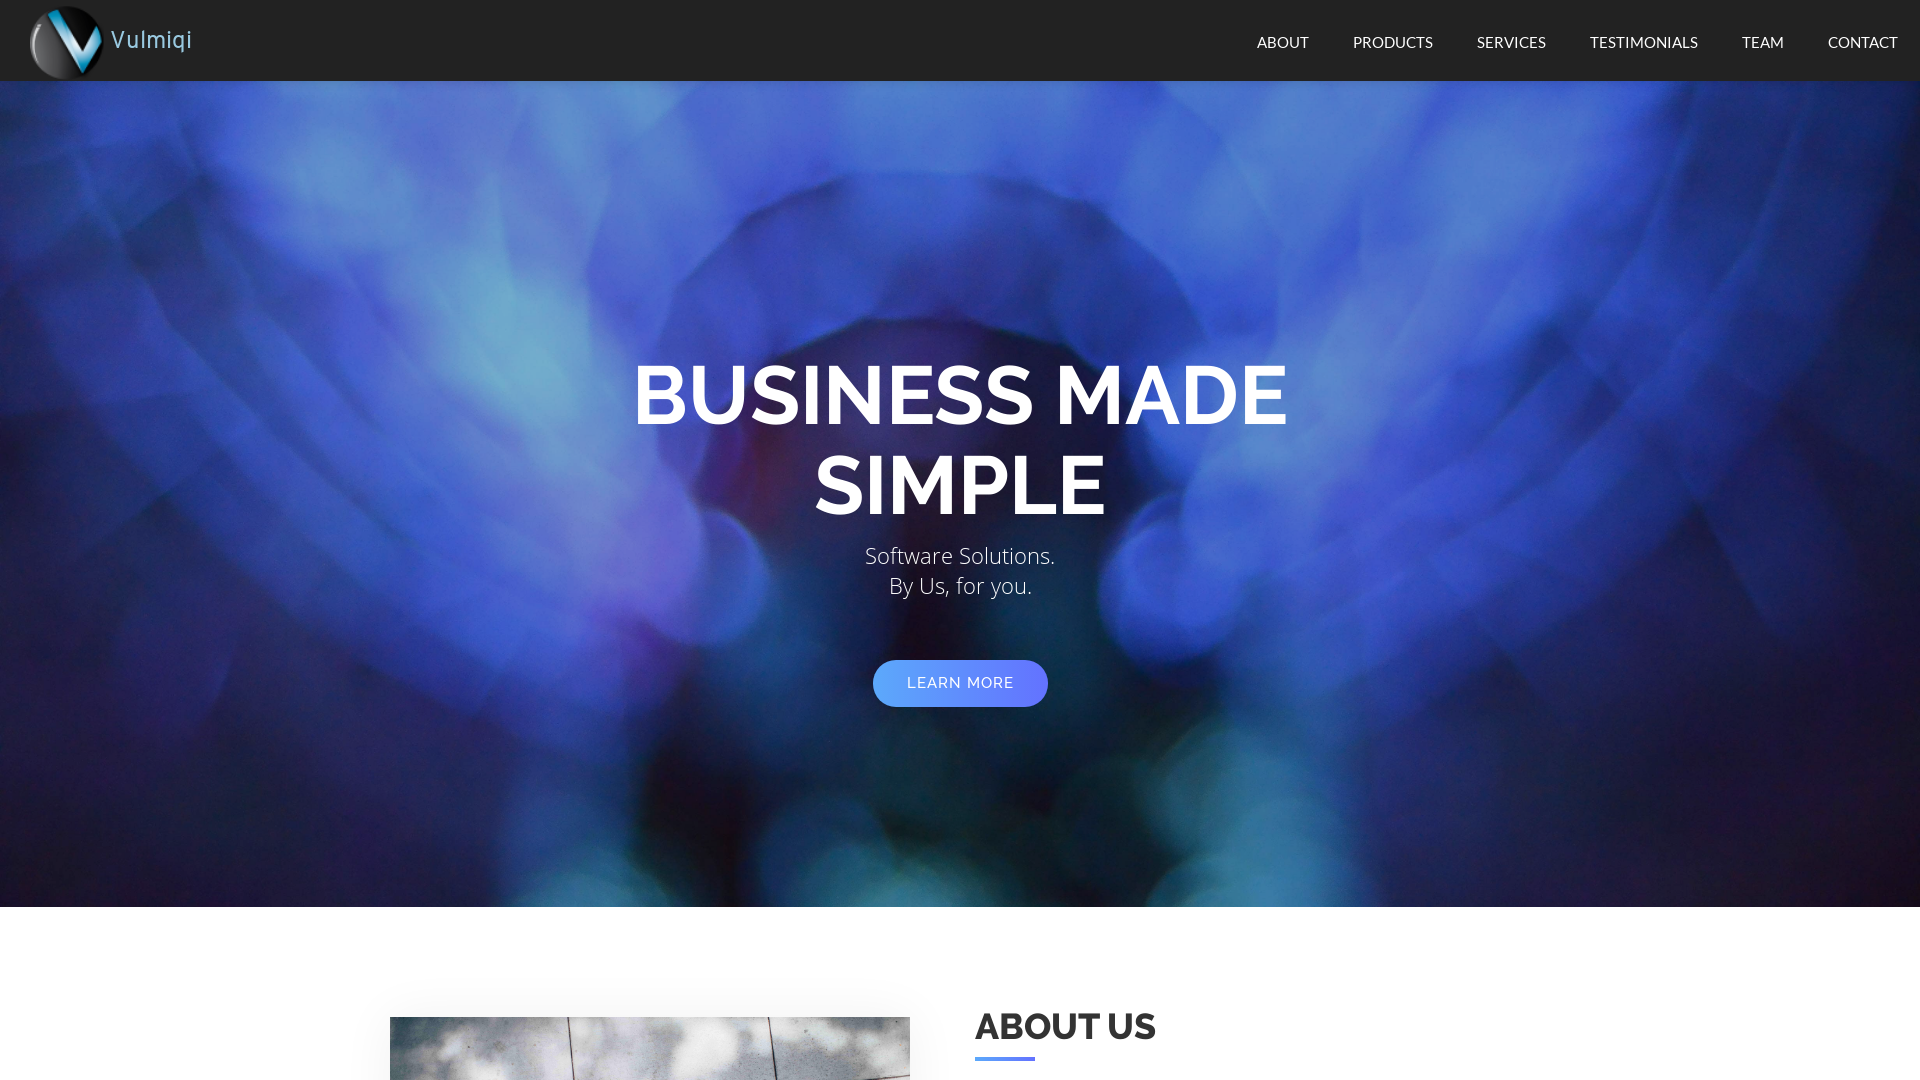 Vulmiqi
ABOUT
PRODUCTS
SERVICES
TESTIMONIALS
TEAM
CONTACT
BUSINESS MADE
SIMPLE
Software Solutions.
By Us, for you.
LEARN MORE
ABOUT US